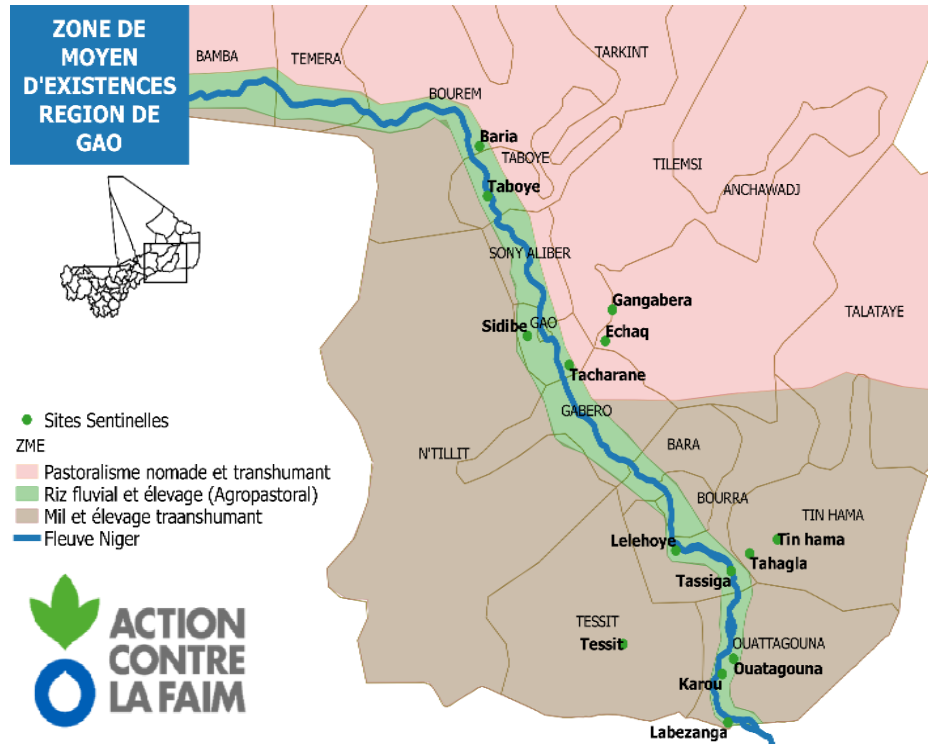 ZONE DE
MOYEN
D'EXISTENCES
REGION DE
GAO
BAMBA
TEMERA
TARKINT
BOUREM
Baria
TABOYE
TILEMSI
ANCHAWADJ
Taboye
SONY ALIBER
Gangabera
TALATAYE
Sidibe
GAO
Echaq
Tacharane
GABERO
N'TILLIT
BARA
BOURRA
TIN HAMA
Lelehoye
Tin hama
Tahagla
Tassiga
TESSIT
Tessit
OUATTAGOUNA
Ouatagouna
Karou
Labezanga
Sites Sentinelles
ZME
Pastoralisme nomade et transhumant
Riz fluvial et élevage (Agropastoral)
Mil et élevage traanshumant
Fleuve Niger
ACTION
CONTRE
LA FAIM